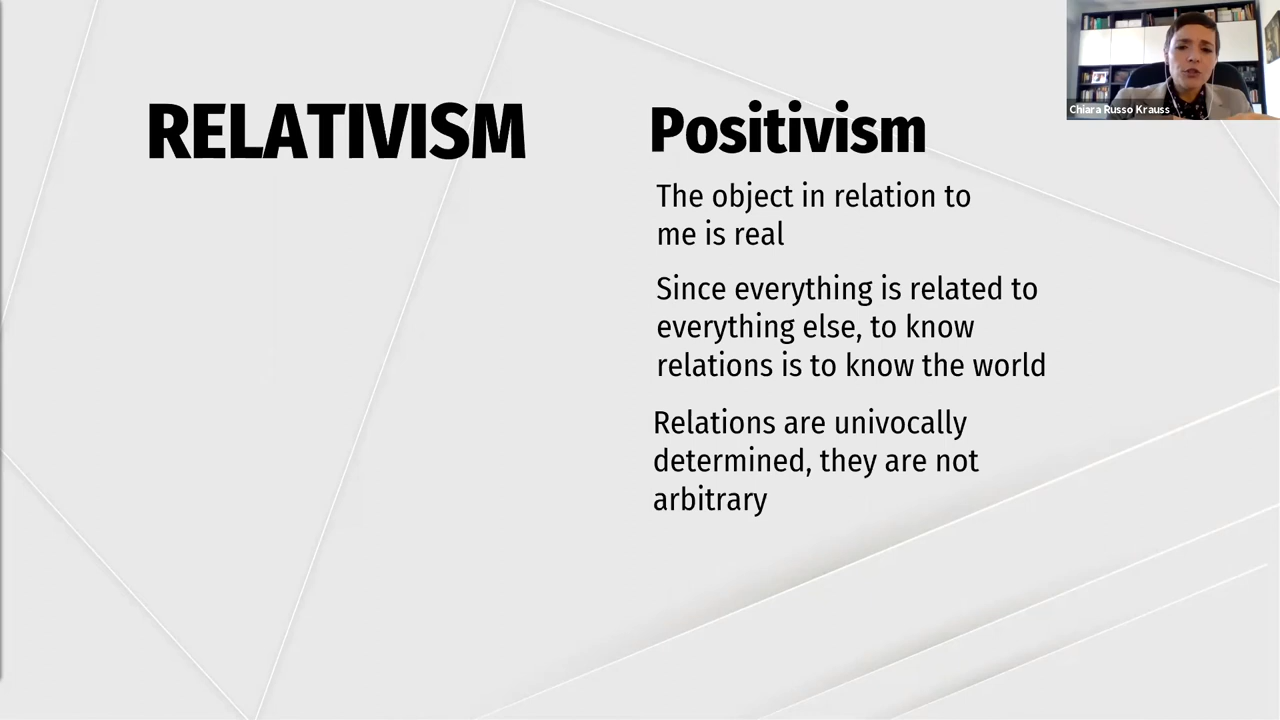 RELATIVISM
Positivism
The object in relation to
me is real
Since everything is related to
everything else, to know
relations is to know the world
Relations are univocally
determined, they are not
arbitrary
Chiara Russo Krauss